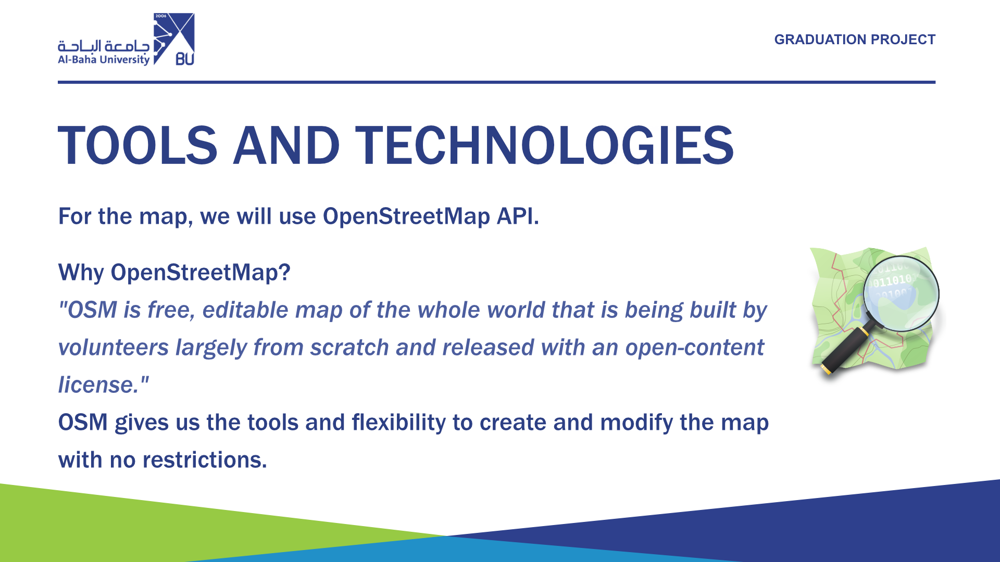 2006
جامعة الباحة
Al-Baha University
BU
GRADUATION PROJECT
TOOLS AND TECHNOLOGIES
For the map, we will use OpenStreetMap API.
Why OpenStreetMap?
"OSM is free, editable map of the whole world that is being built by
volunteers largely from scratch and released with an open-content
license."
OSM gives us the tools and flexibility to create and modify the map
with no restrictions.